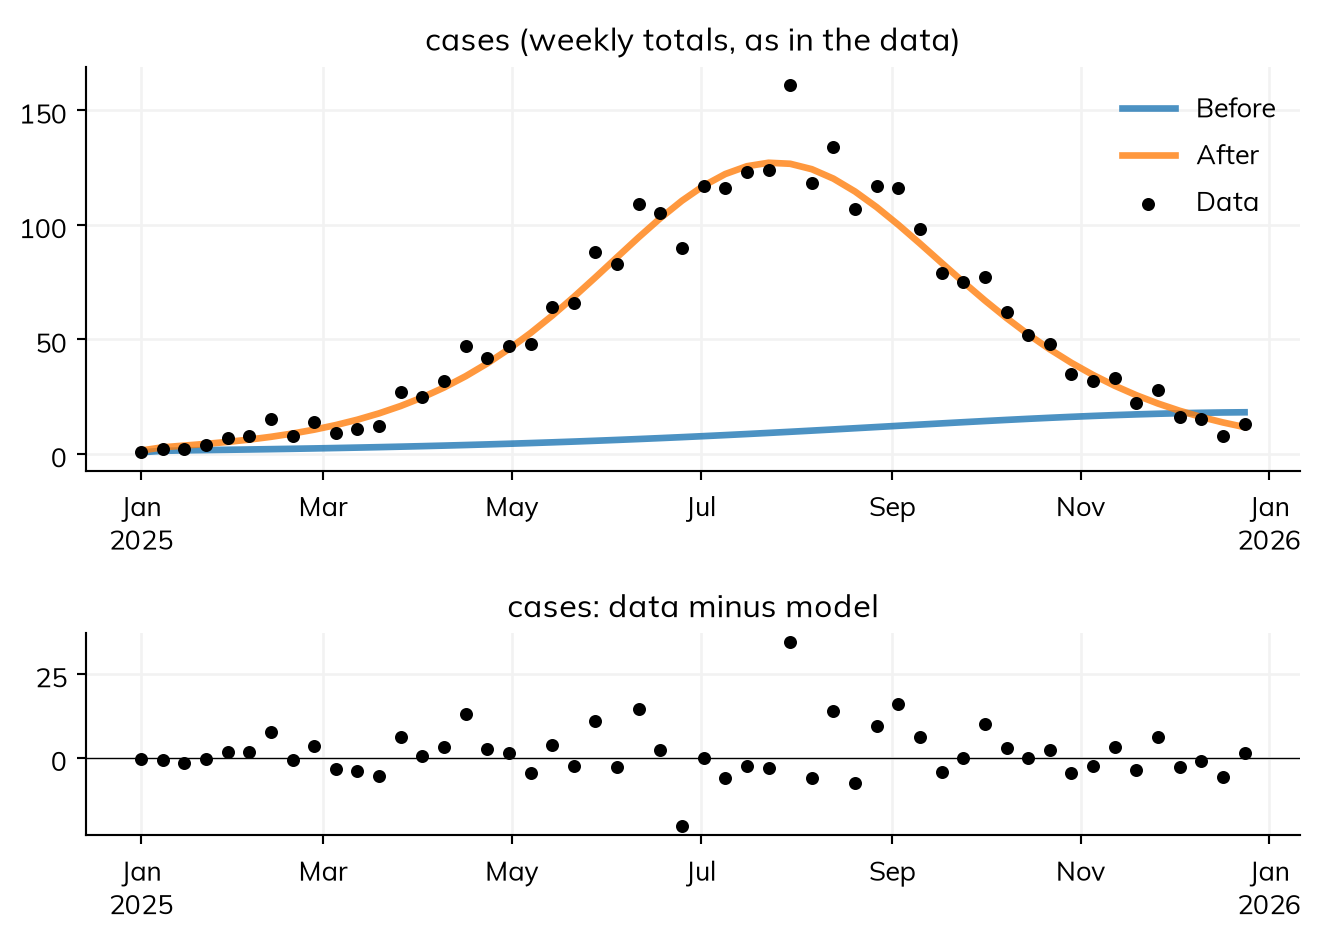 cases (weekly totals, as in the data)
150
100
50
0
Before
After
Data
Jan Mar May Jul Sep Nov Jan
2025 2026
cases: data minus model
25
0
Jan Mar May Jul Sep Nov Jan
2025 2026